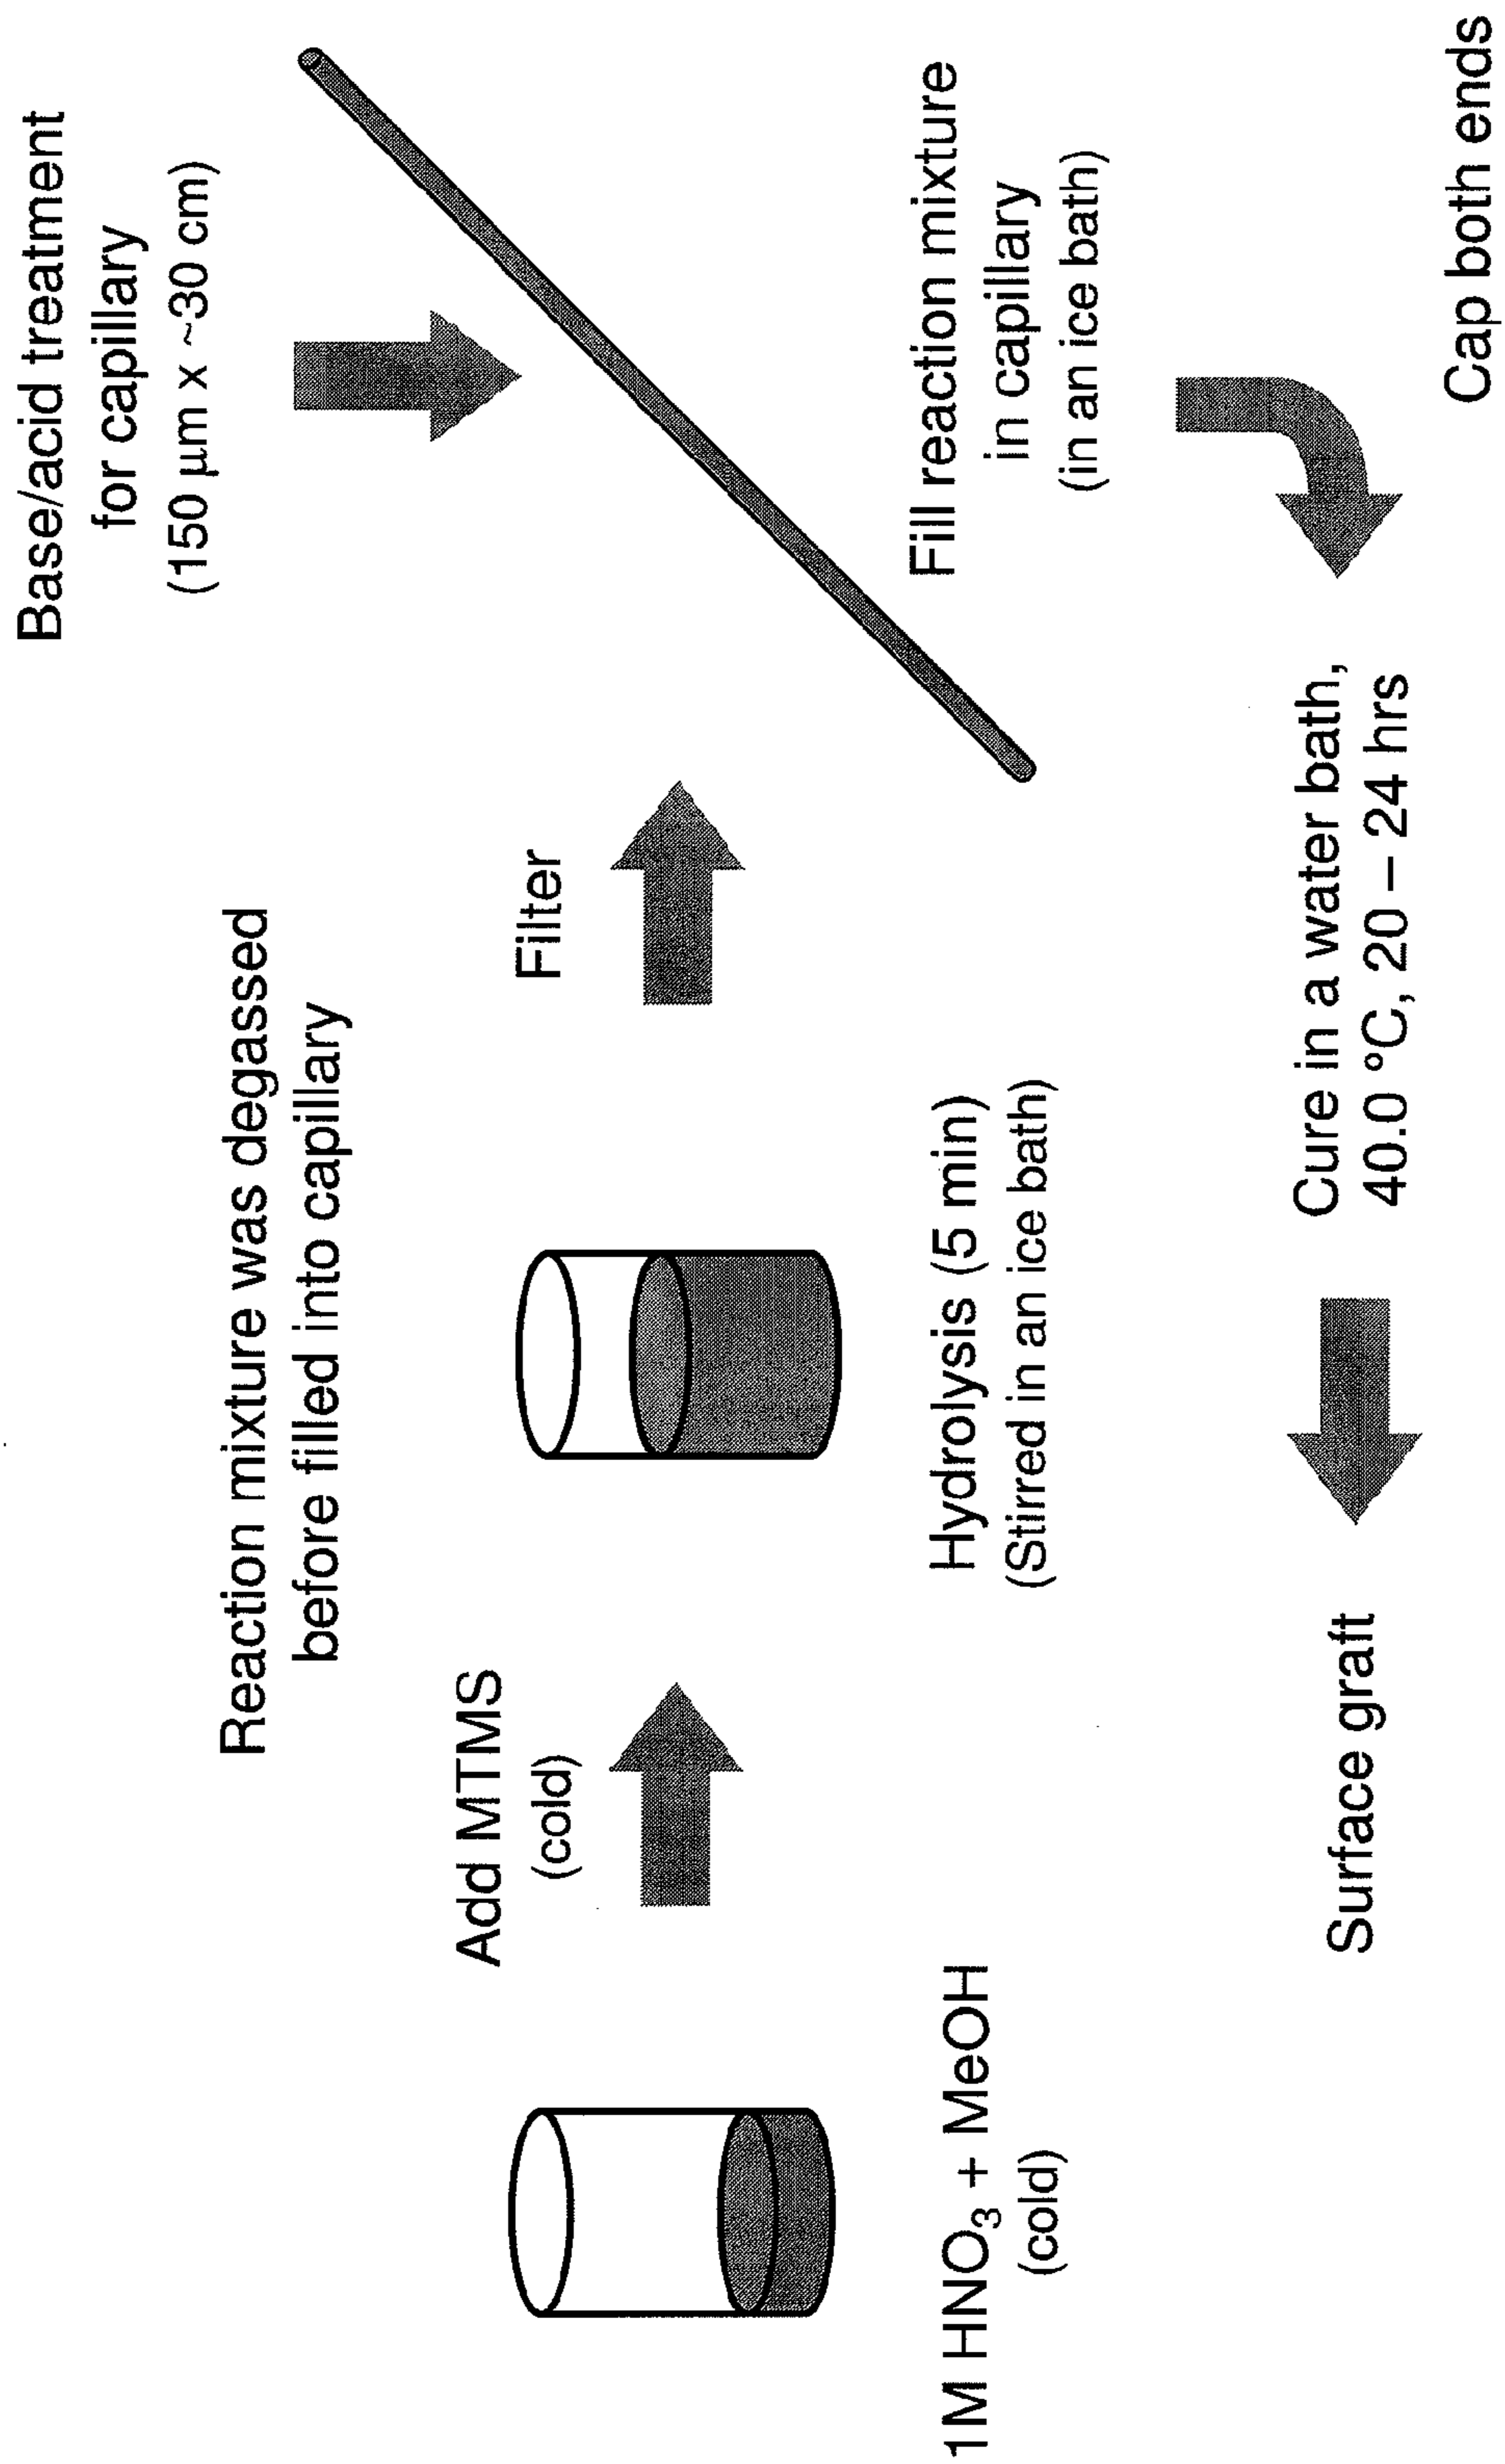 Base/acid treatment
for capillary
(150 μm x ~30 cm)
Reaction mixture was degassed
before filled into capillary
Add MTMS
(cold)
Filter
1M HNO₃ + MeOH
(cold)
Hydrolysis (5 min)
(Stirred in an ice bath)
Fill reaction mixture
in capillary
(in an ice bath)
Cap both ends
Cure in a water bath,
40.0 °C, 20 – 24 hrs
Surface graft